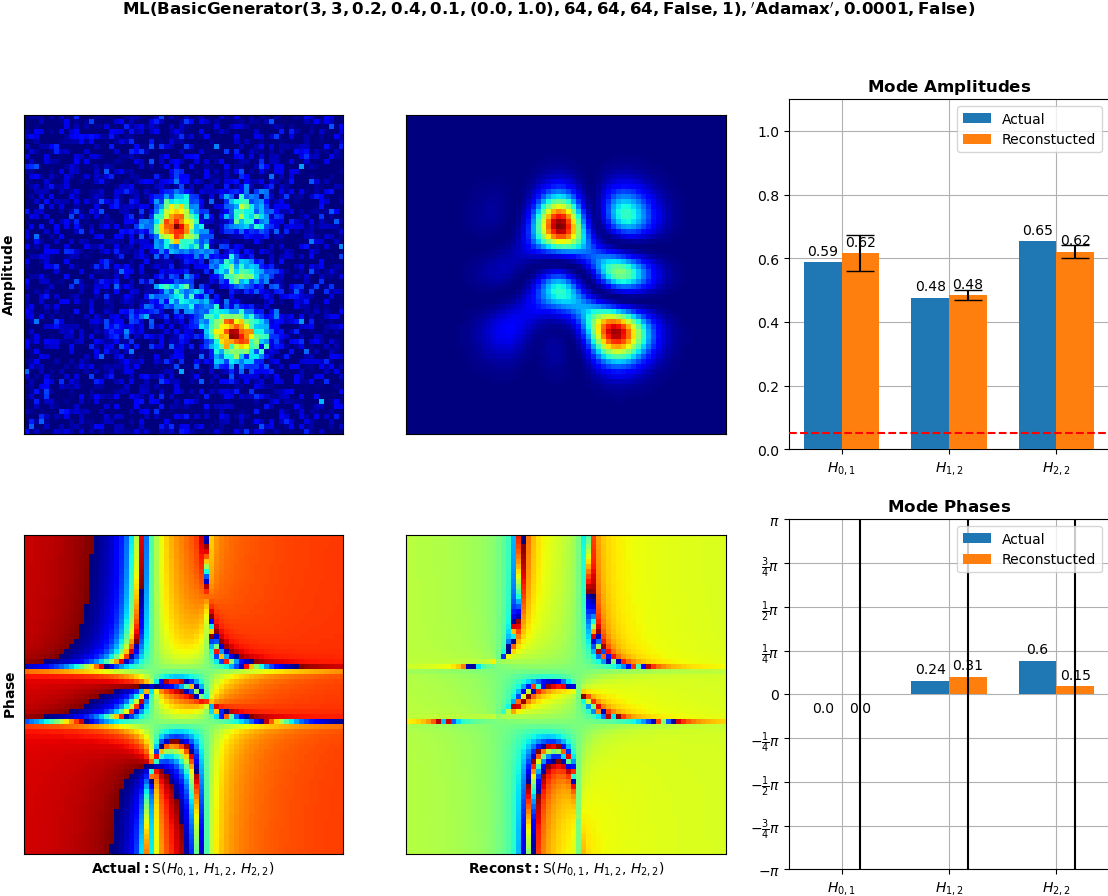 ML(BasicGenerator(3, 3, 0.2, 0.4, 0.1, (0.0, 1.0), 64, 64, 64, False, 1), 'Adamax', 0.0001, False)
Amplitude
Mode Amplitudes
Actual
Reconstucted
1.0
0.8
0.6
0.4
0.2
0.0
0.59
0.62
0.48
0.48
0.65
0.62
H0, 1
H1, 2
H2, 2
Phase
Actual: S(H0, 1, H1, 2, H2, 2)
Reconst: S(H0, 1, H1, 2, H2, 2)
Mode Phases
Actual
Reconstucted
π
3/4π
1/2π
1/4π
0
−1/4π
−1/2π
−3/4π
−π
0.0
0.0
0.24
0.31
0.6
0.15
H0, 1
H1, 2
H2, 2